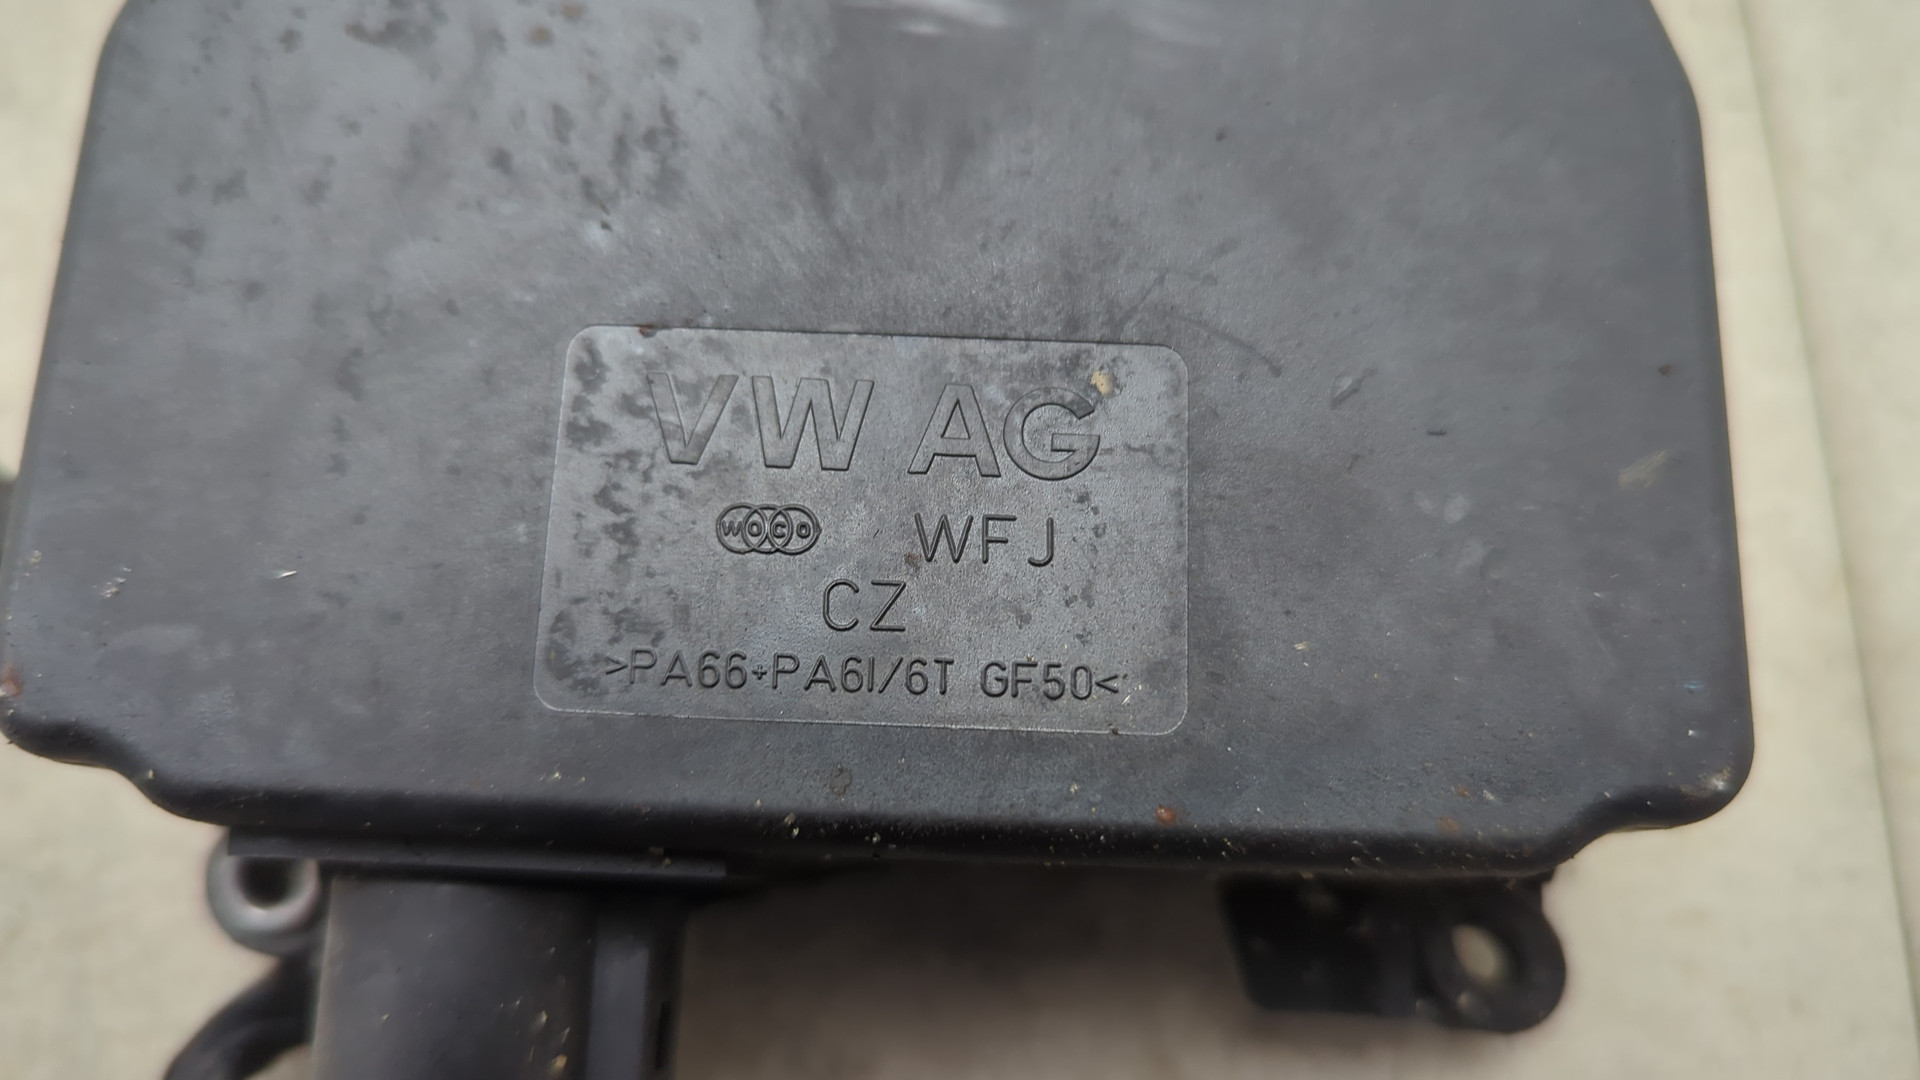 VW AG
WOCO WFJ
CZ
>PA66+PA6I/6T GF50<